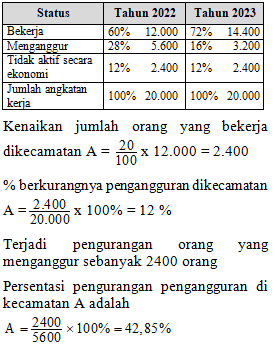 Status Tahun 2022 Tahun 2023
Bekerja 60% 12.000 72% 14.400
Menganggur 28% 5.600 16% 3.200
Tidak aktif secara
ekonomi 12% 2.400 12% 2.400
Jumlah angkatan
kerja 100% 20.000 100% 20.000
Kenaikan jumlah orang yang bekerja
dikecamatan A = 20/100 x 12.000 = 2.400
% berkurangnya pengangguran dikecamatan
A = 2.400/20.000 x 100% = 12 %
Terjadi pengurangan orang yang
menganggur sebanyak 2400 orang
Persentasi pengurangan pengangguran di
kecamatan A adalah
A = 2400/5600 × 100% = 42,85%